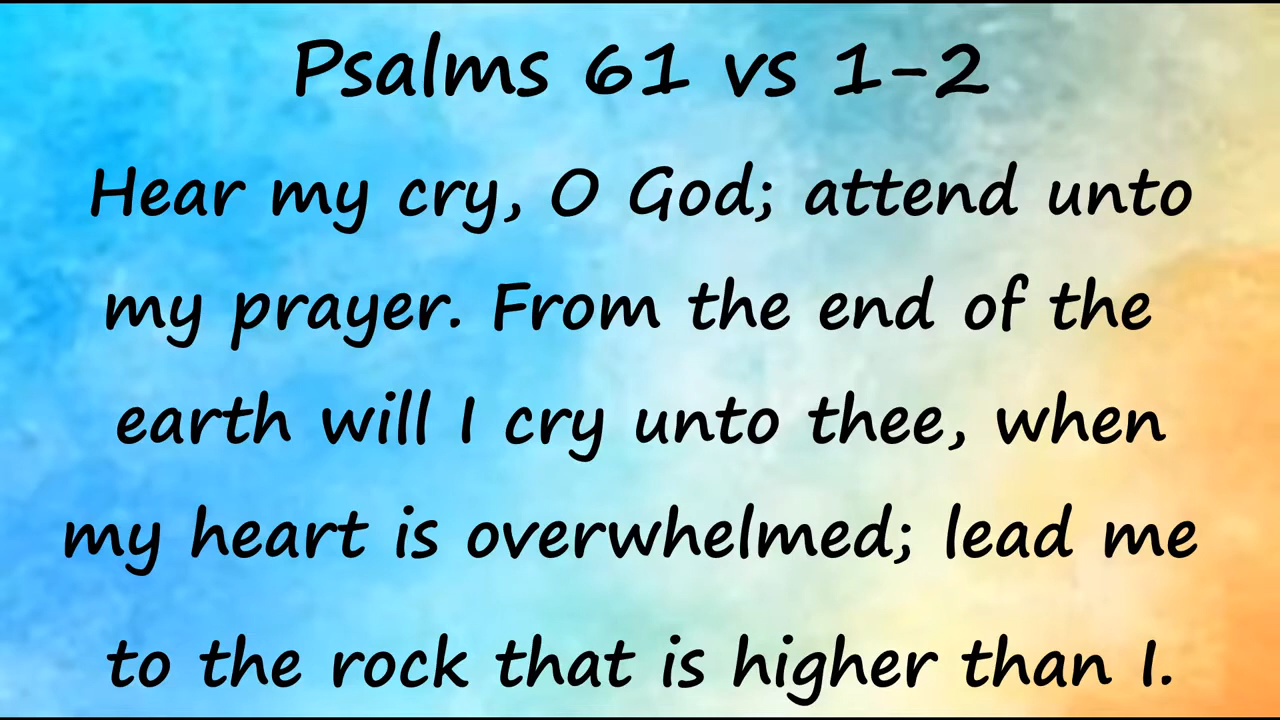 Psalms 61 vs 1-2
Hear my cry, O God; attend unto
my prayer. From the end of the
earth will I cry unto thee, when
my heart is overwhelmed; lead me
to the rock that is higher than I.